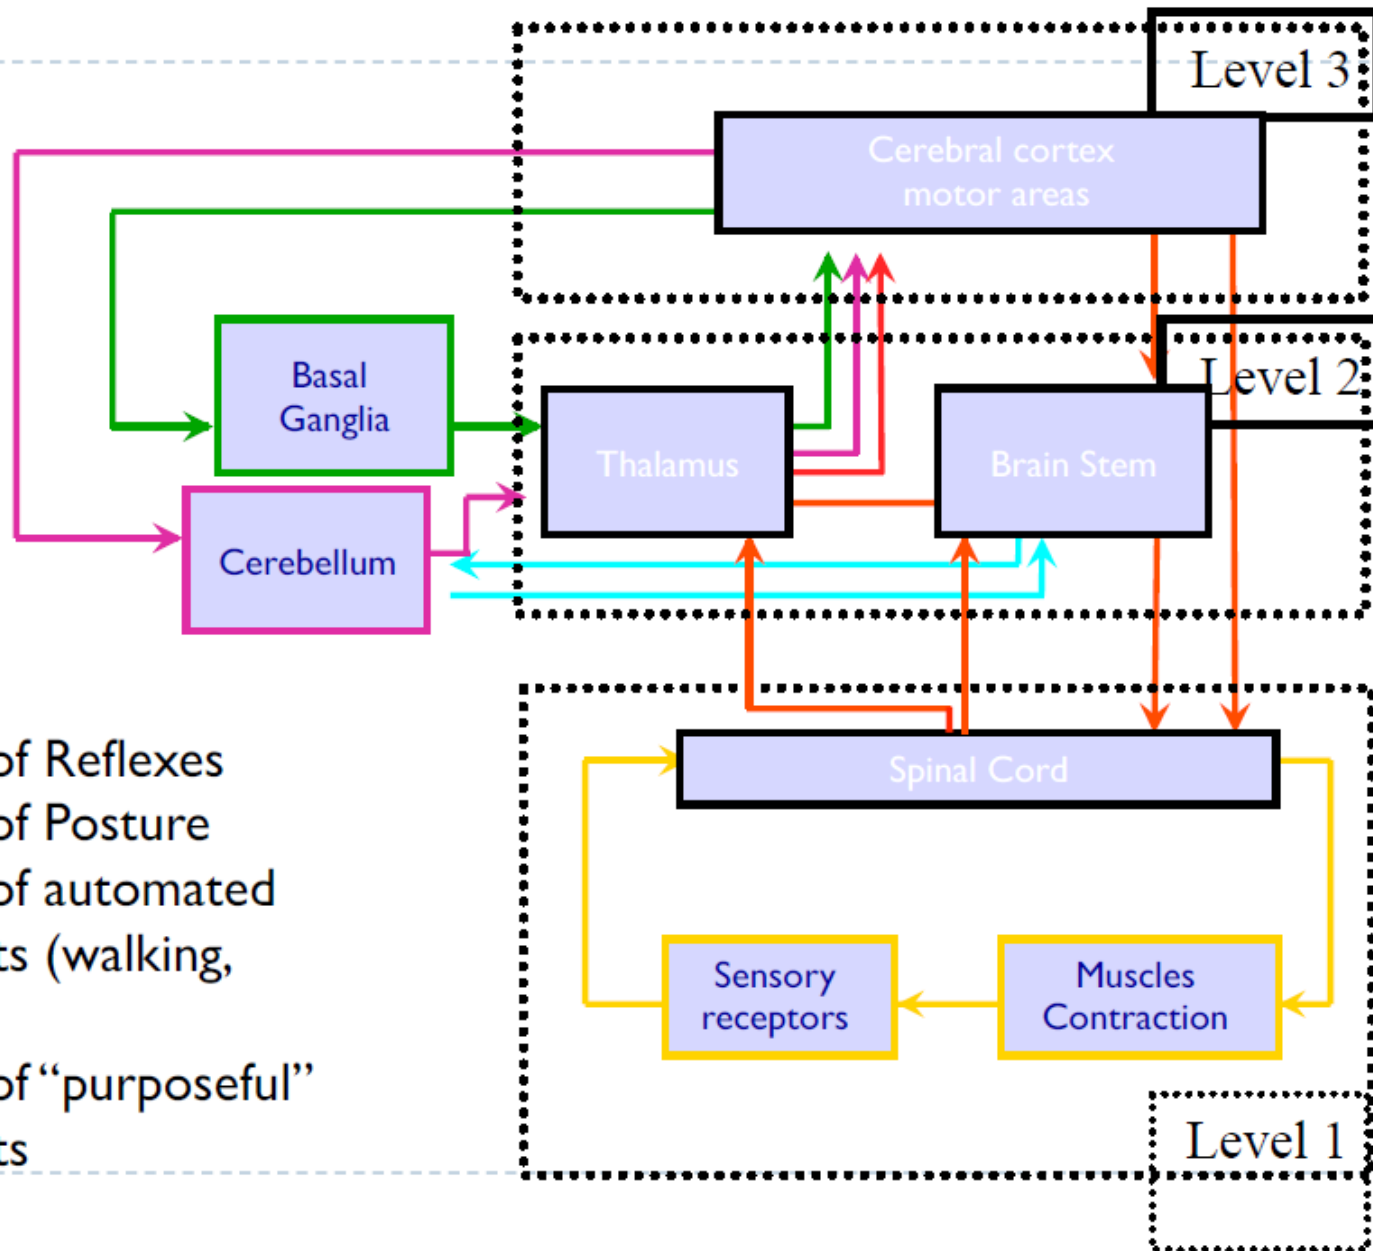 Level 3
Cerebral cortex
motor areas
Level 2
Basal
Ganglia
Thalamus
Brain Stem
Cerebellum
Spinal Cord
of Reflexes
of Posture
of automated
ts (walking,
of “purposeful”
ts
Sensory
receptors
Muscles
Contraction
Level 1